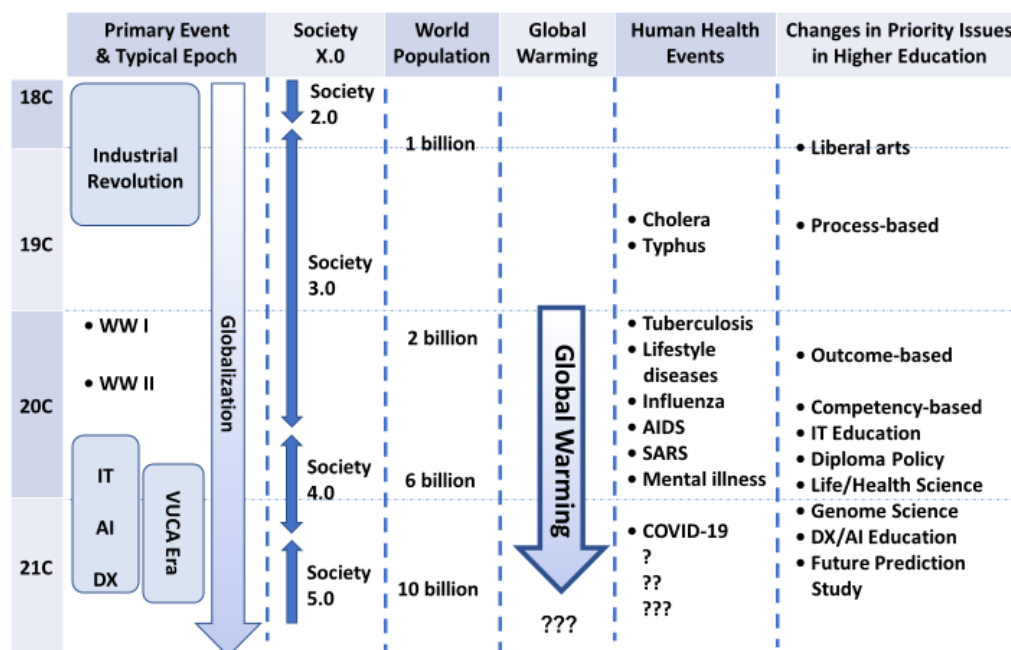 Primary Event
& Typical Epoch
Society
X.0
World
Population
Global
Warming
Human Health
Events
Changes in Priority Issues
in Higher Education
18C
19C
20C
21C
Industrial
Revolution
• WW I
• WW II
IT
AI
DX
VUCA Era
Globalization
Society
2.0
Society
3.0
Society
4.0
Society
5.0
1 billion
2 billion
6 billion
10 billion
Global Warming
???
• Cholera
• Typhus
• Tuberculosis
• Lifestyle
diseases
• Influenza
• AIDS
• SARS
• Mental illness
• COVID-19
?
??
???
• Liberal arts
• Process-based
• Outcome-based
• Competency-based
• IT Education
• Diploma Policy
• Life/Health Science
• Genome Science
• DX/AI Education
• Future Prediction
Study